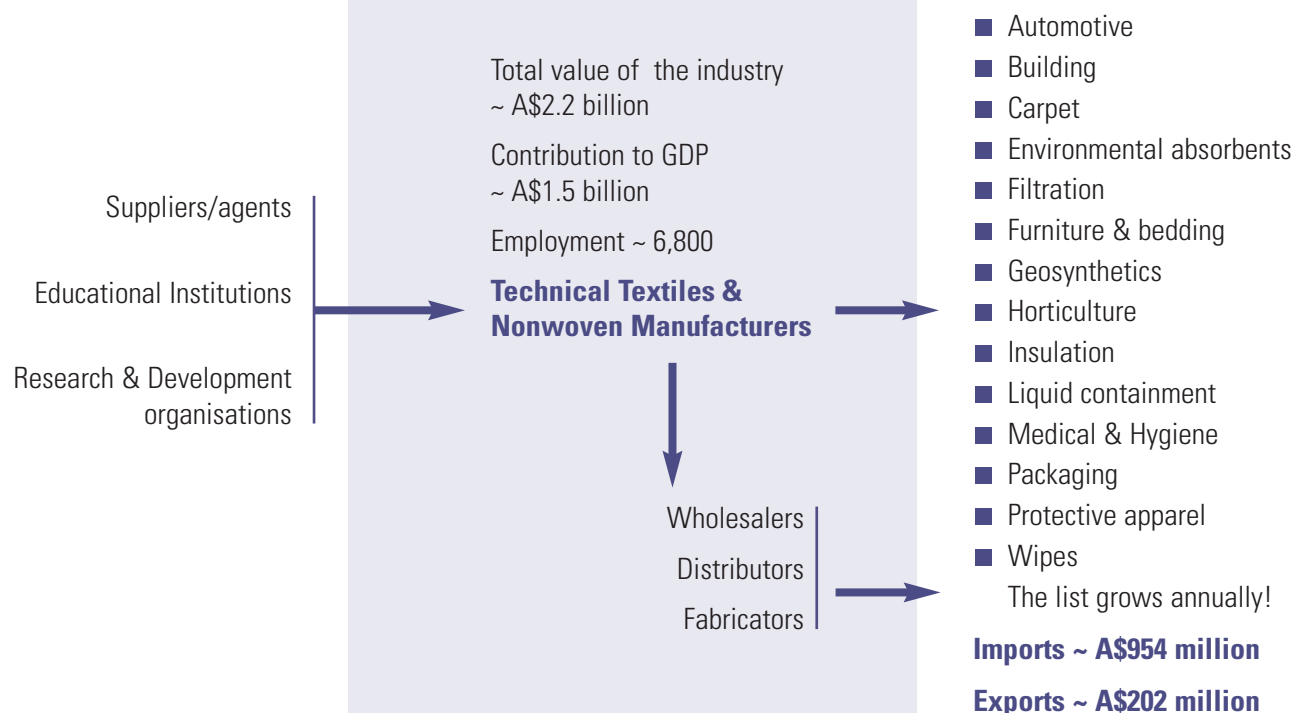 Suppliers/agents
Educational Institutions
Research & Development
organisations
Total value of the industry
~ A$2.2 billion
Contribution to GDP
~ A$1.5 billion
Employment ~ 6,800
Technical Textiles &
Nonwoven Manufacturers
Wholesalers
Distributors
Fabricators
Automotive
Building
Carpet
Environmental absorbents
Filtration
Furniture & bedding
Geosynthetics
Horticulture
Insulation
Liquid containment
Medical & Hygiene
Packaging
Protective apparel
Wipes
The list grows annually!
Imports ~ A$954 million
Exports ~ A$202 million